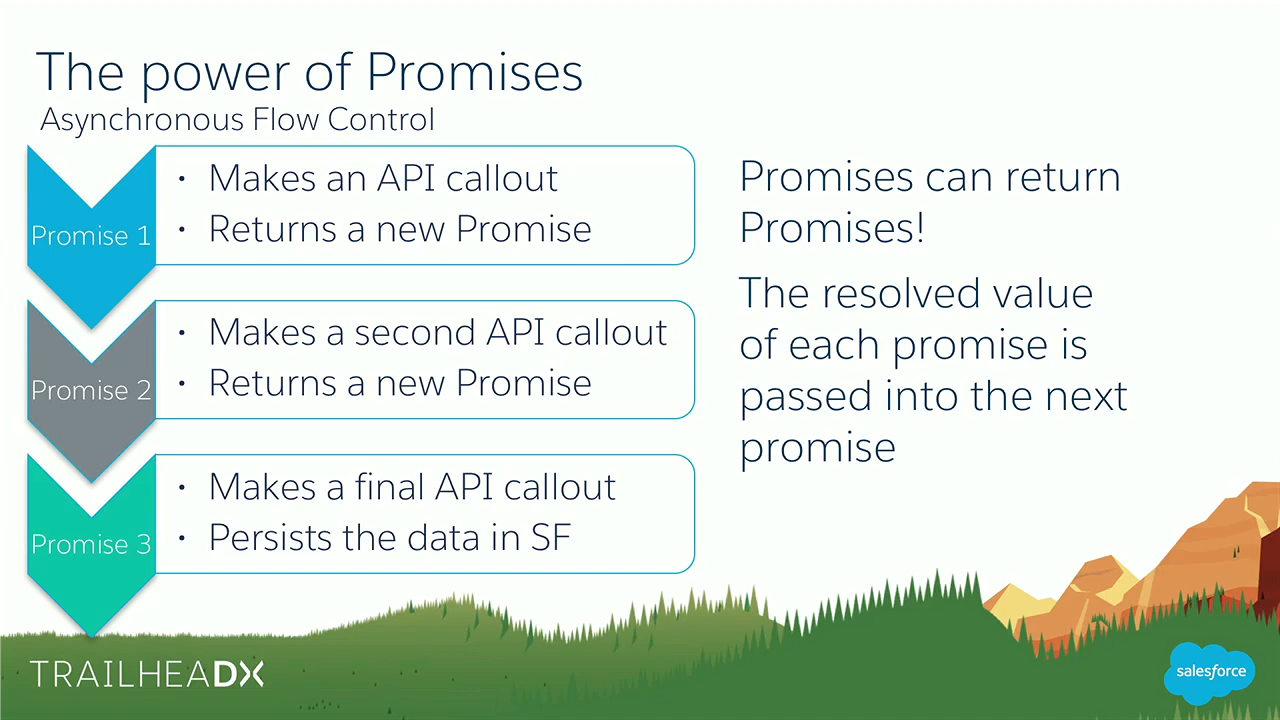 The power of Promises
Asynchronous Flow Control
Promise 1
• Makes an API callout
• Returns a new Promise
Promise 2
• Makes a second API callout
• Returns a new Promise
Promise 3
• Makes a final API callout
• Persists the data in SF
Promises can return
Promises!
The resolved value
of each promise is
passed into the next
promise
TRAILHEADX
salesforce